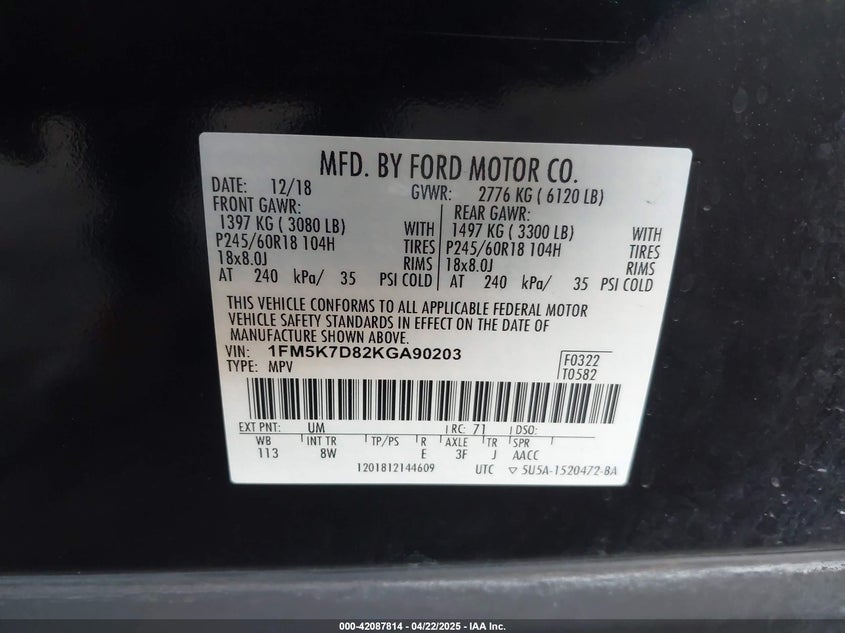 MFD. BY FORD MOTOR CO.
DATE: 12/18 GVWR: 2776 KG ( 6120 LB)
FRONT GAWR: REAR GAWR:
1397 KG ( 3080 LB) WITH 1497 KG ( 3300 LB) WITH
P245/60R18 104H TIRES P245/60R18 104H TIRES
18x8.0J RIMS 18x8.0J RIMS
AT 240 kPa/ 35 PSI COLD AT 240 kPa/ 35 PSI COLD
THIS VEHICLE CONFORMS TO ALL APPLICABLE FEDERAL MOTOR
VEHICLE SAFETY STANDARDS IN EFFECT ON THE DATE OF
MANUFACTURE SHOWN ABOVE.
VIN: 1FM5K7D82KGA90203 F0322
TYPE: MPV T0582
EXT PNT: UM RC: 71 DSO:
WB INT TR TP/PS R AXLE TR SPR
113 8W E 3F J AACC
1201812144609 UTC ▽ 5U5A-1520472-BA
000-42087814 / 04/22/2025 - IAA Inc.